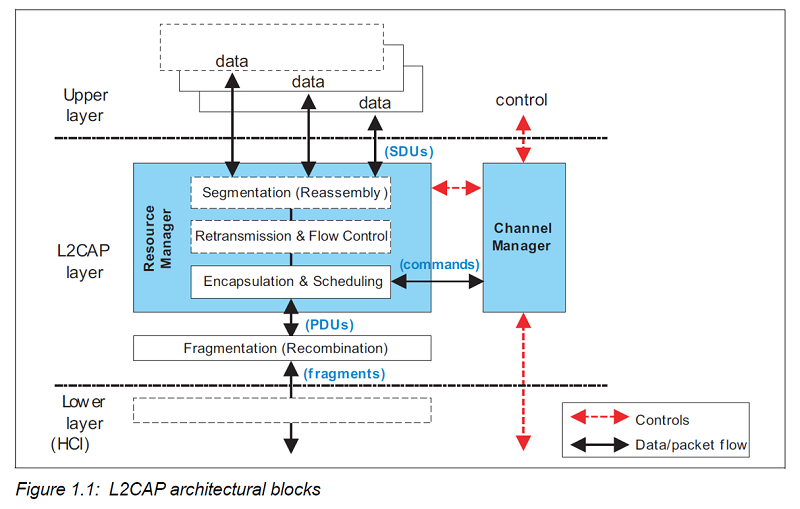 data
data
data
Upper
layer
control
(SDUs)
Resource
Manager
Segmentation (Reassembly)
Retransmission & Flow Control
Encapsulation & Scheduling
L2CAP
layer
Channel
Manager
(commands)
(PDUs)
Fragmentation (Recombination)
(fragments)
Lower
layer
(HCI)
Controls
Data/packet flow
Figure 1.1: L2CAP architectural blocks